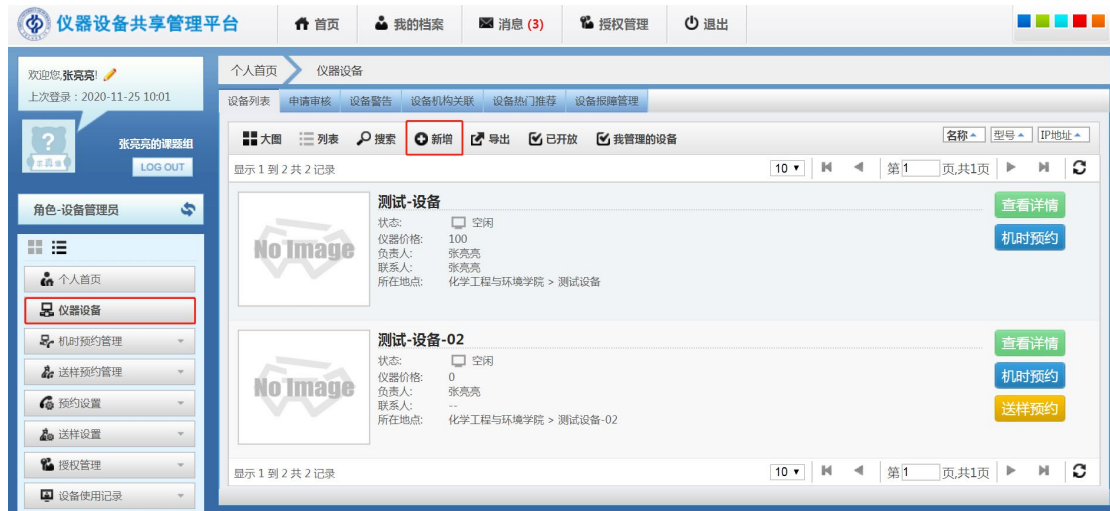 仪器设备共享管理平台 首页 我的档案 消息 (3) 授权管理 退出
欢迎您,张亮亮!
上次登录：2020-11-25 10:01
张亮亮的课题组
LOG OUT
角色-设备管理员
个人首页
仪器设备
机时预约管理
送样预约管理
预约设置
送样设置
授权管理
设备使用记录
个人首页 仪器设备
设备列表 申请审核 设备警告 设备机构关联 设备热门推荐 设备报障管理
大图 列表 搜索 新增 导出 已开放 我管理的设备 名称 型号 IP地址
显示 1 到 2 共 2 记录 10 第 1 页,共1页
No Image
测试-设备
状态: 空闲
仪器价格: 100
负责人: 张亮亮
联系人: 张亮亮
所在地点: 化学工程与环境学院 > 测试设备
查看详情
机时预约
No Image
测试-设备-02
状态: 空闲
仪器价格: 0
负责人: 张亮亮
联系人: --
所在地点: 化学工程与环境学院 > 测试设备-02
查看详情
机时预约
送样预约
显示 1 到 2 共 2 记录 10 第 1 页,共1页